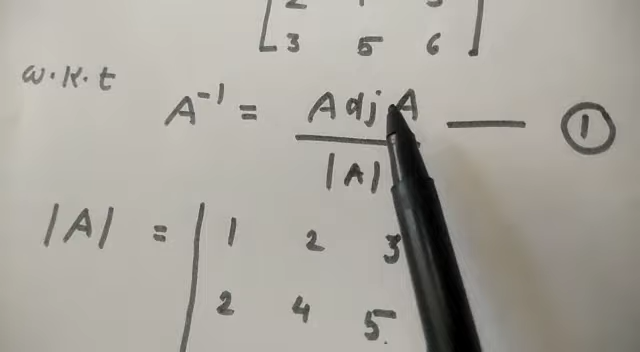 3 5 6
w.k.t
A⁻¹ = Adj A / |A| —— ①
|A| = | 1 2 3
2 4 5